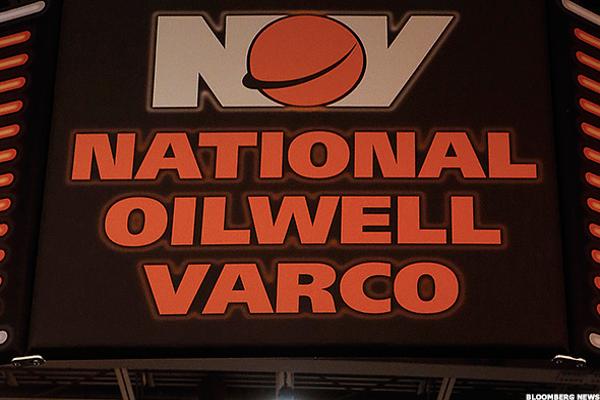 NOV
NATIONAL
OILWELL
VARCO
BLOOMBERG NEWS